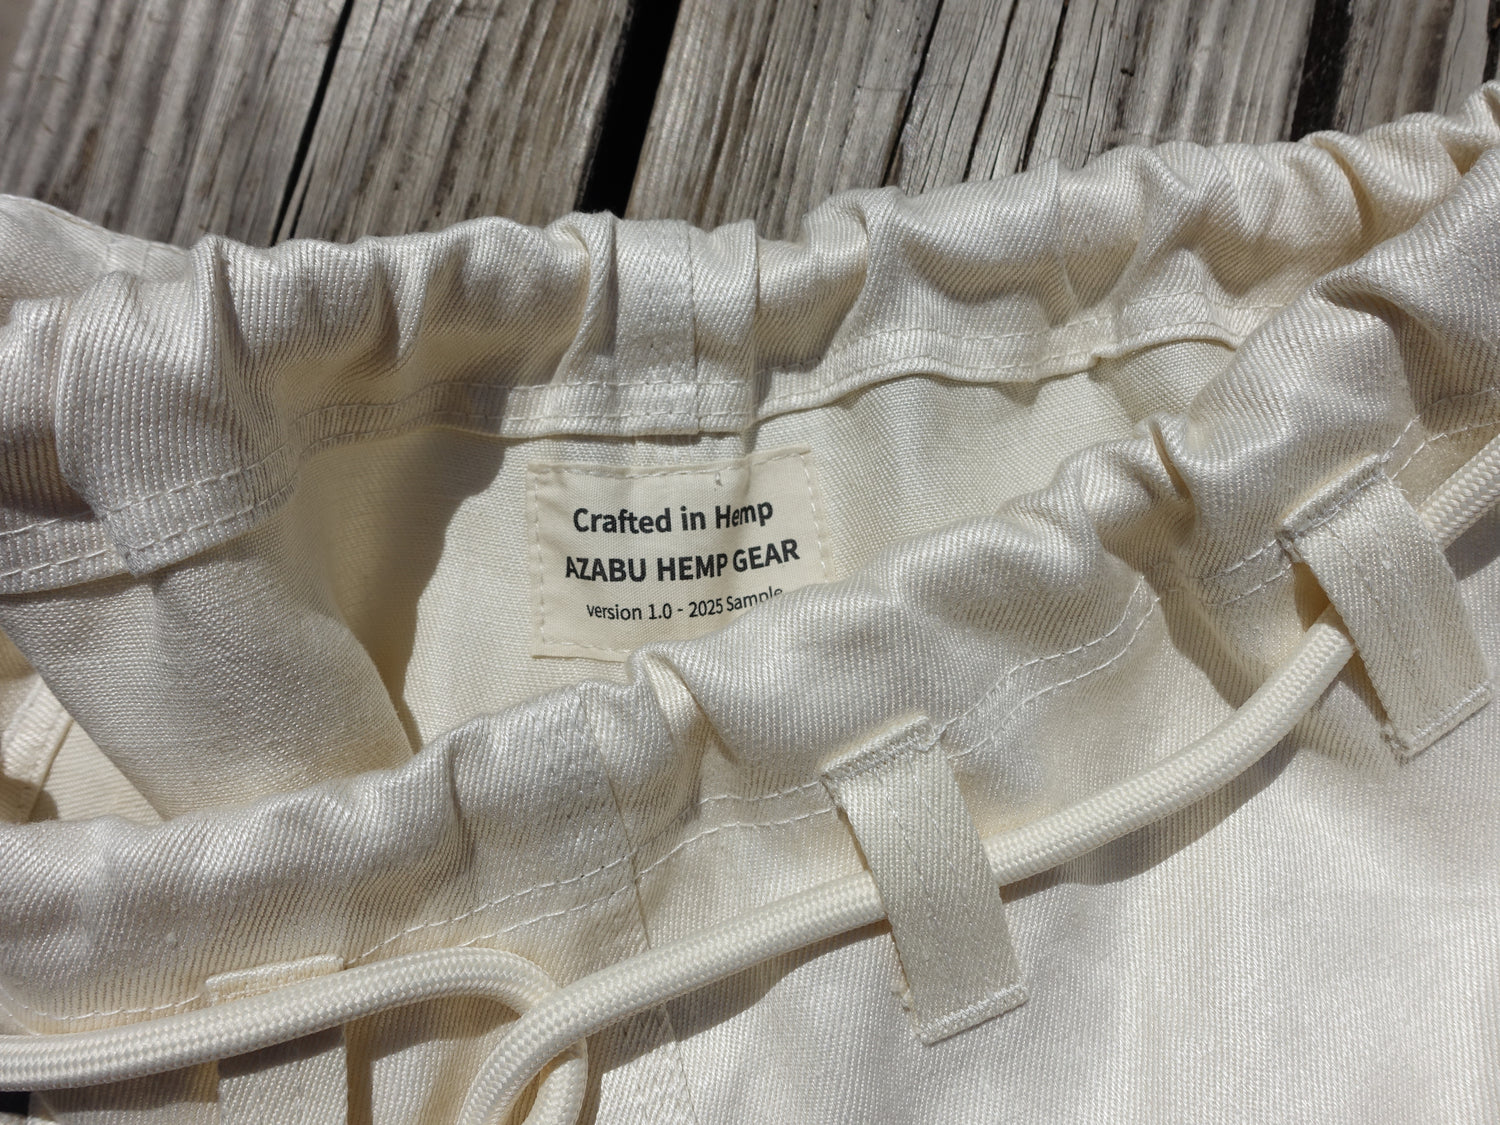 Crafted in Hemp
AZABU HEMP GEAR
version 1.0 - 2025 Sample